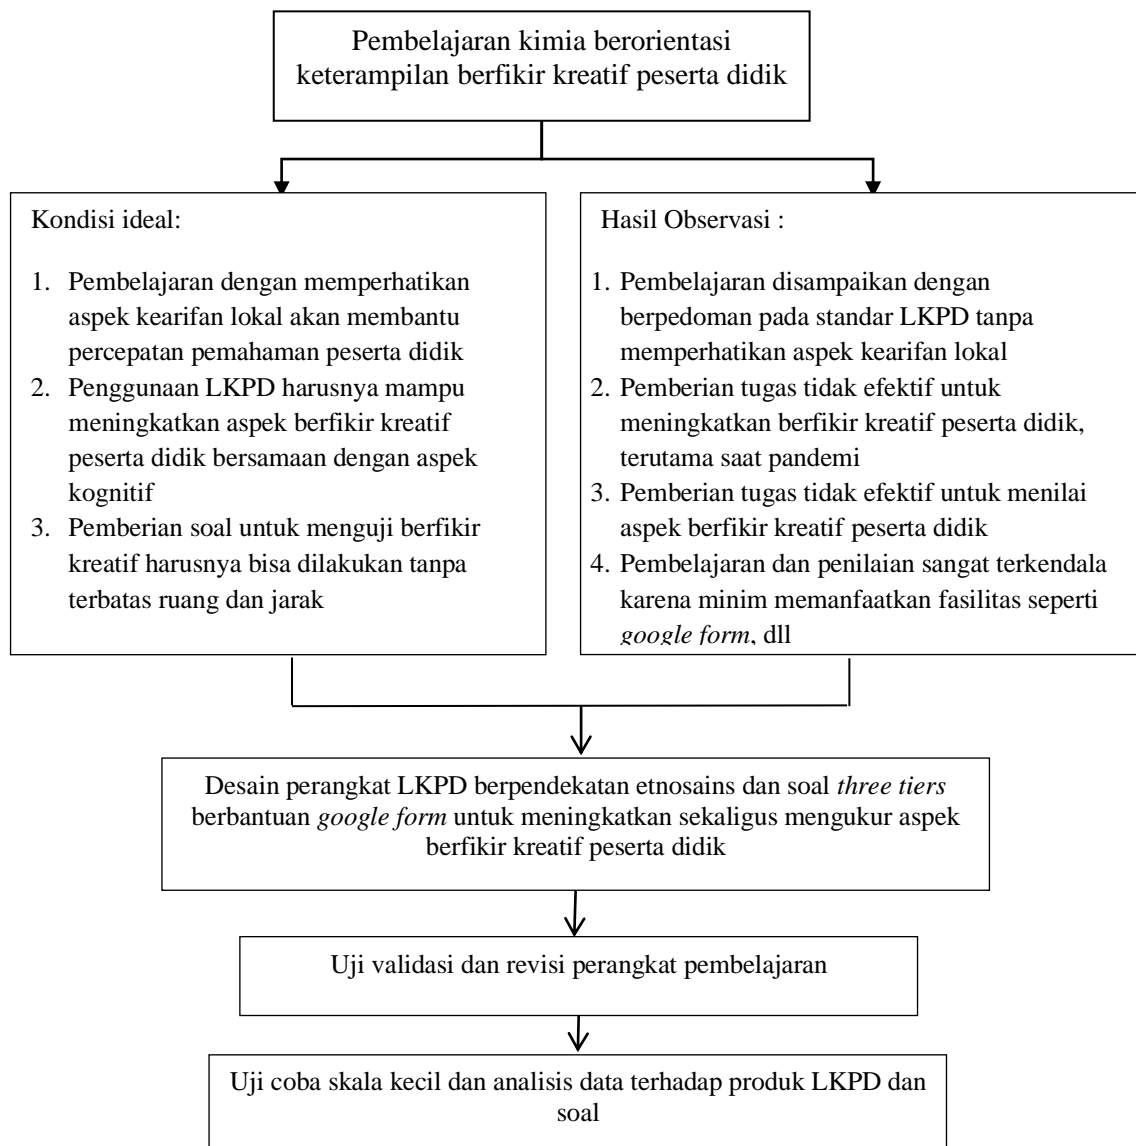 Pembelajaran kimia berorientasi
keterampilan berfikir kreatif peserta didik
Kondisi ideal:
1. Pembelajaran dengan memperhatikan
aspek kearifan lokal akan membantu
percepatan pemahaman peserta didik
2. Penggunaan LKPD harusnya mampu
meningkatkan aspek berfikir kreatif
peserta didik bersamaan dengan aspek
kognitif
3. Pemberian soal untuk menguji berfikir
kreatif harusnya bisa dilakukan tanpa
terbatas ruang dan jarak
Hasil Observasi :
1. Pembelajaran disampaikan dengan
berpedoman pada standar LKPD tanpa
memperhatikan aspek kearifan lokal
2. Pemberian tugas tidak efektif untuk
meningkatkan berfikir kreatif peserta didik,
terutama saat pandemi
3. Pemberian tugas tidak efektif untuk menilai
aspek berfikir kreatif peserta didik
4. Pembelajaran dan penilaian sangat terkendala
karena minim memanfaatkan fasilitas seperti
google form, dll
Desain perangkat LKPD berpendekatan etnosains dan soal three tiers
berbantuan google form untuk meningkatkan sekaligus mengukur aspek
berfikir kreatif peserta didik
Uji validasi dan revisi perangkat pembelajaran
Uji coba skala kecil dan analisis data terhadap produk LKPD dan
soal